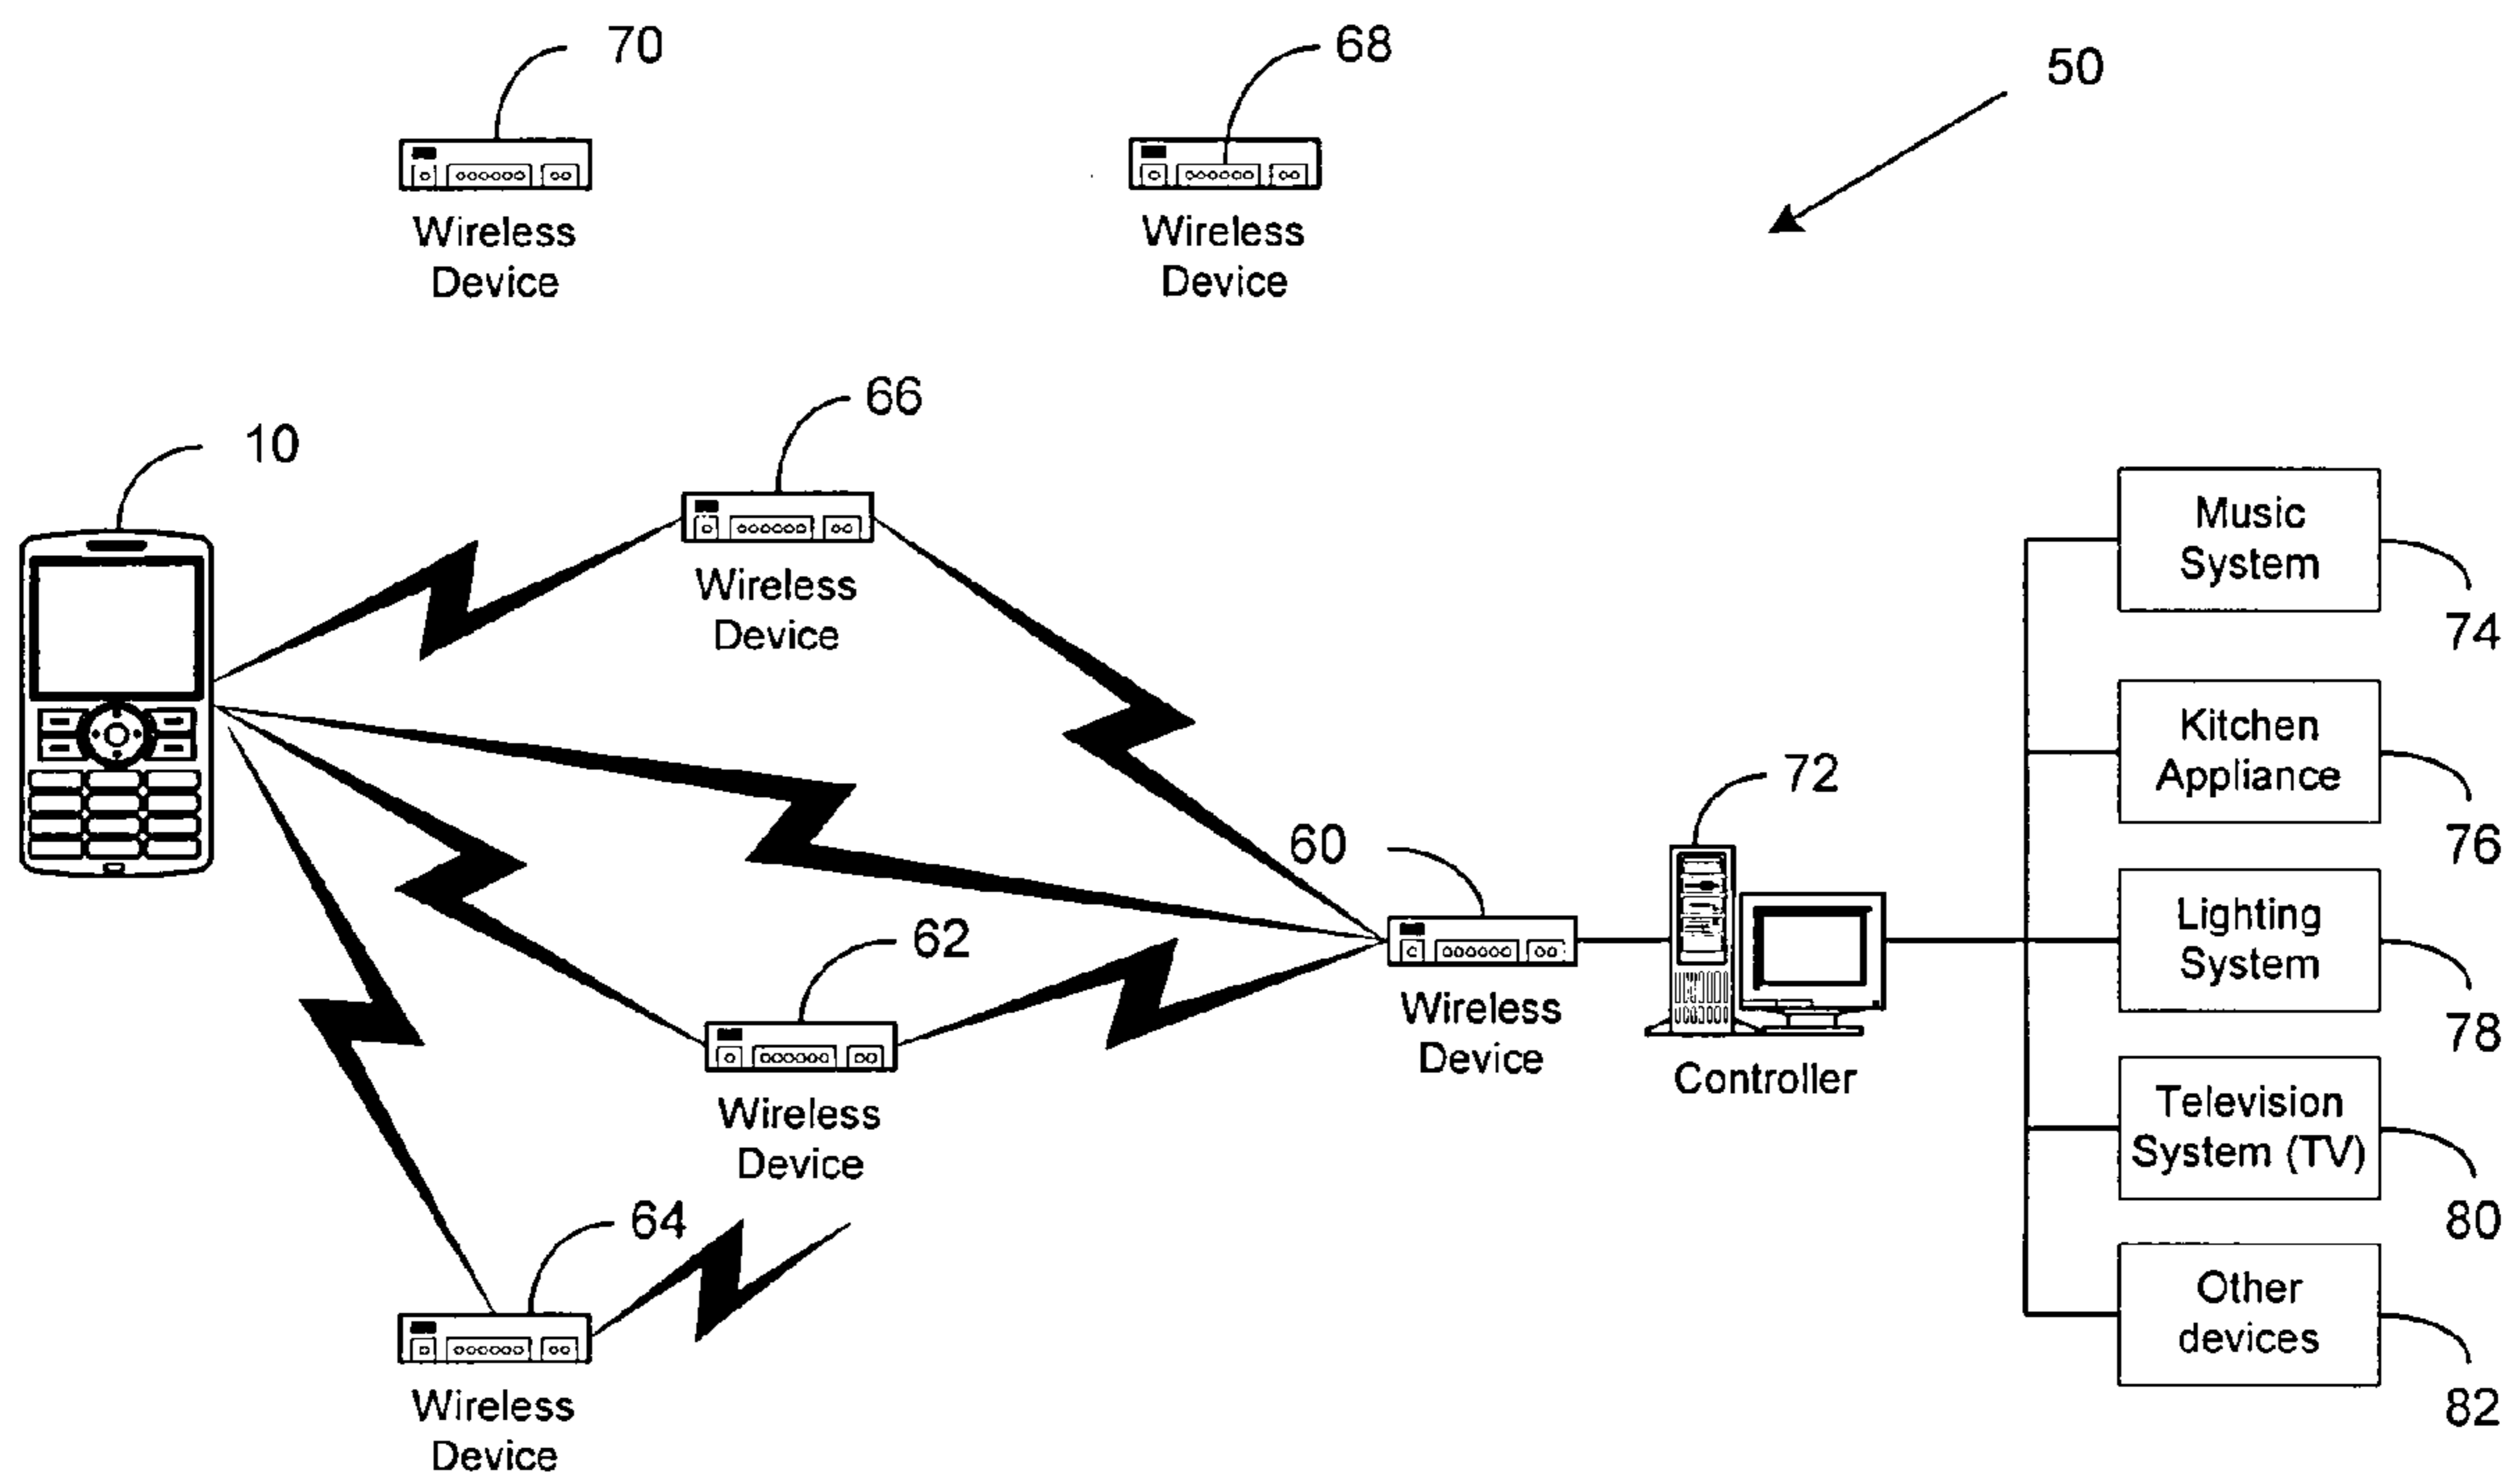 70
68
50
Wireless
Device
Wireless
Device
66
10
Wireless
Device
Music
System
74
Kitchen
Appliance
76
72
60
62
Lighting
System
78
Wireless
Device
Controller
Wireless
Device
Television
System (TV)
80
64
Other
devices
82
Wireless
Device